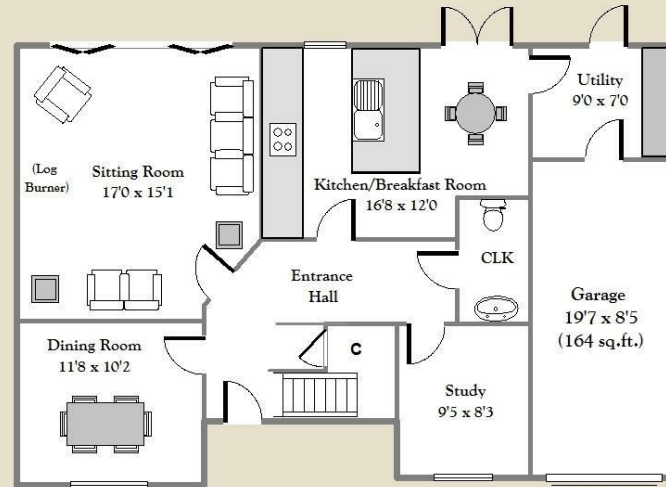 Utility
9'0 x 7'0
(Log
Burner)
Sitting Room
17'0 x 15'1
Kitchen/Breakfast Room
16'8 x 12'0
CLK
Entrance
Hall
Garage
19'7 x 8'5
(164 sq.ft.)
Dining Room
11'8 x 10'2
C
Study
9'5 x 8'3